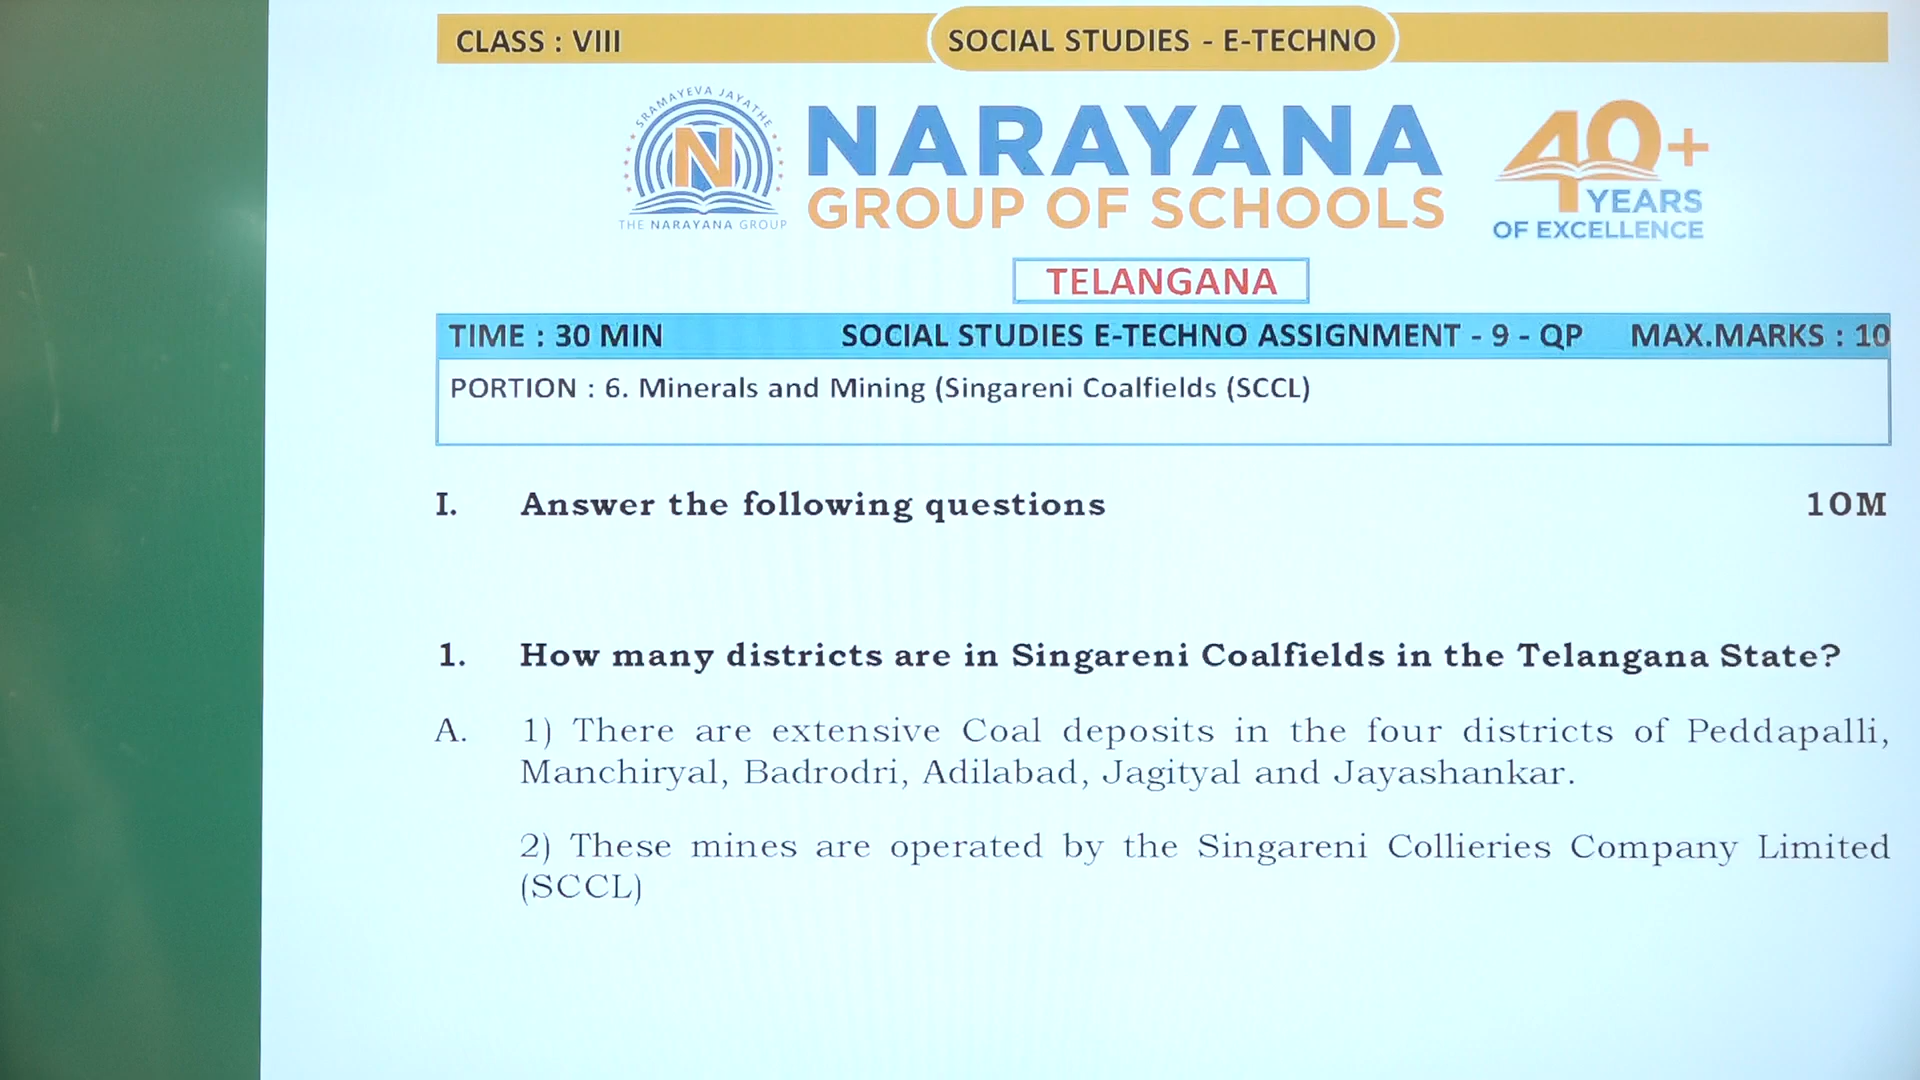 CLASS : VIII
SOCIAL STUDIES - E-TECHNO
SRAMAYEVA JAYATHE
N
THE NARAYANA GROUP
NARAYANA
GROUP OF SCHOOLS
40+
YEARS
OF EXCELLENCE
TELANGANA
TIME : 30 MIN SOCIAL STUDIES E-TECHNO ASSIGNMENT - 9 - QP MAX.MARKS : 10
PORTION : 6. Minerals and Mining (Singareni Coalfields (SCCL)
I. Answer the following questions 10M
1. How many districts are in Singareni Coalfields in the Telangana State?
A. 1) There are extensive Coal deposits in the four districts of Peddapalli,
Manchiryal, Badrodri, Adilabad, Jagityal and Jayashankar.
2) These mines are operated by the Singareni Collieries Company Limited
(SCCL)